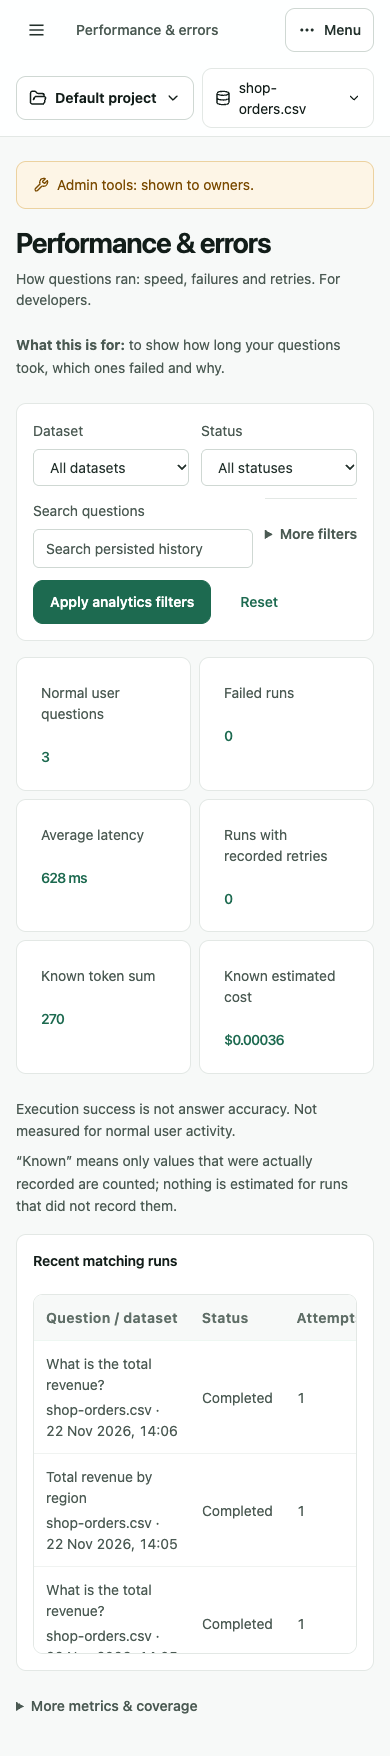 Performance & errors
Menu
Default project
shop-
orders.csv
Admin tools: shown to owners.
Performance & errors
How questions ran: speed, failures and retries. For
developers.
What this is for: to show how long your questions
took, which ones failed and why.
Dataset
Status
All datasets
All statuses
Search questions
Search persisted history
More filters
Apply analytics filters
Reset
Normal user
questions
3
Failed runs
0
Average latency
628 ms
Runs with
recorded retries
0
Known token sum
270
Known estimated
cost
$0.00036
Execution success is not answer accuracy. Not
measured for normal user activity.
“Known” means only values that were actually
recorded are counted; nothing is estimated for runs
that did not record them.
Recent matching runs
Question / dataset Status Attempt
What is the total
revenue?
shop-orders.csv ·
22 Nov 2026, 14:06
Completed
1
Total revenue by
region
shop-orders.csv ·
22 Nov 2026, 14:05
Completed
1
What is the total
revenue?
shop-orders.csv ·
Completed
1
More metrics & coverage